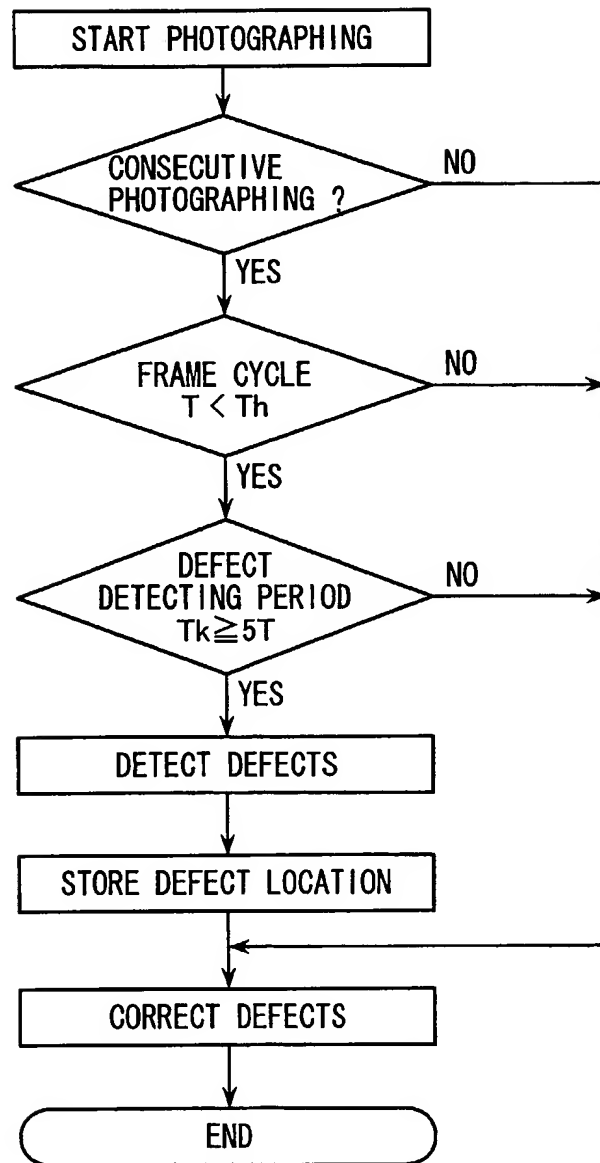 START PHOTOGRAPHING
CONSECUTIVE
PHOTOGRAPHING ?
NO
YES
FRAME CYCLE
T < Th
NO
YES
DEFECT
DETECTING PERIOD
Tk≧5T
NO
YES
DETECT DEFECTS
STORE DEFECT LOCATION
CORRECT DEFECTS
END